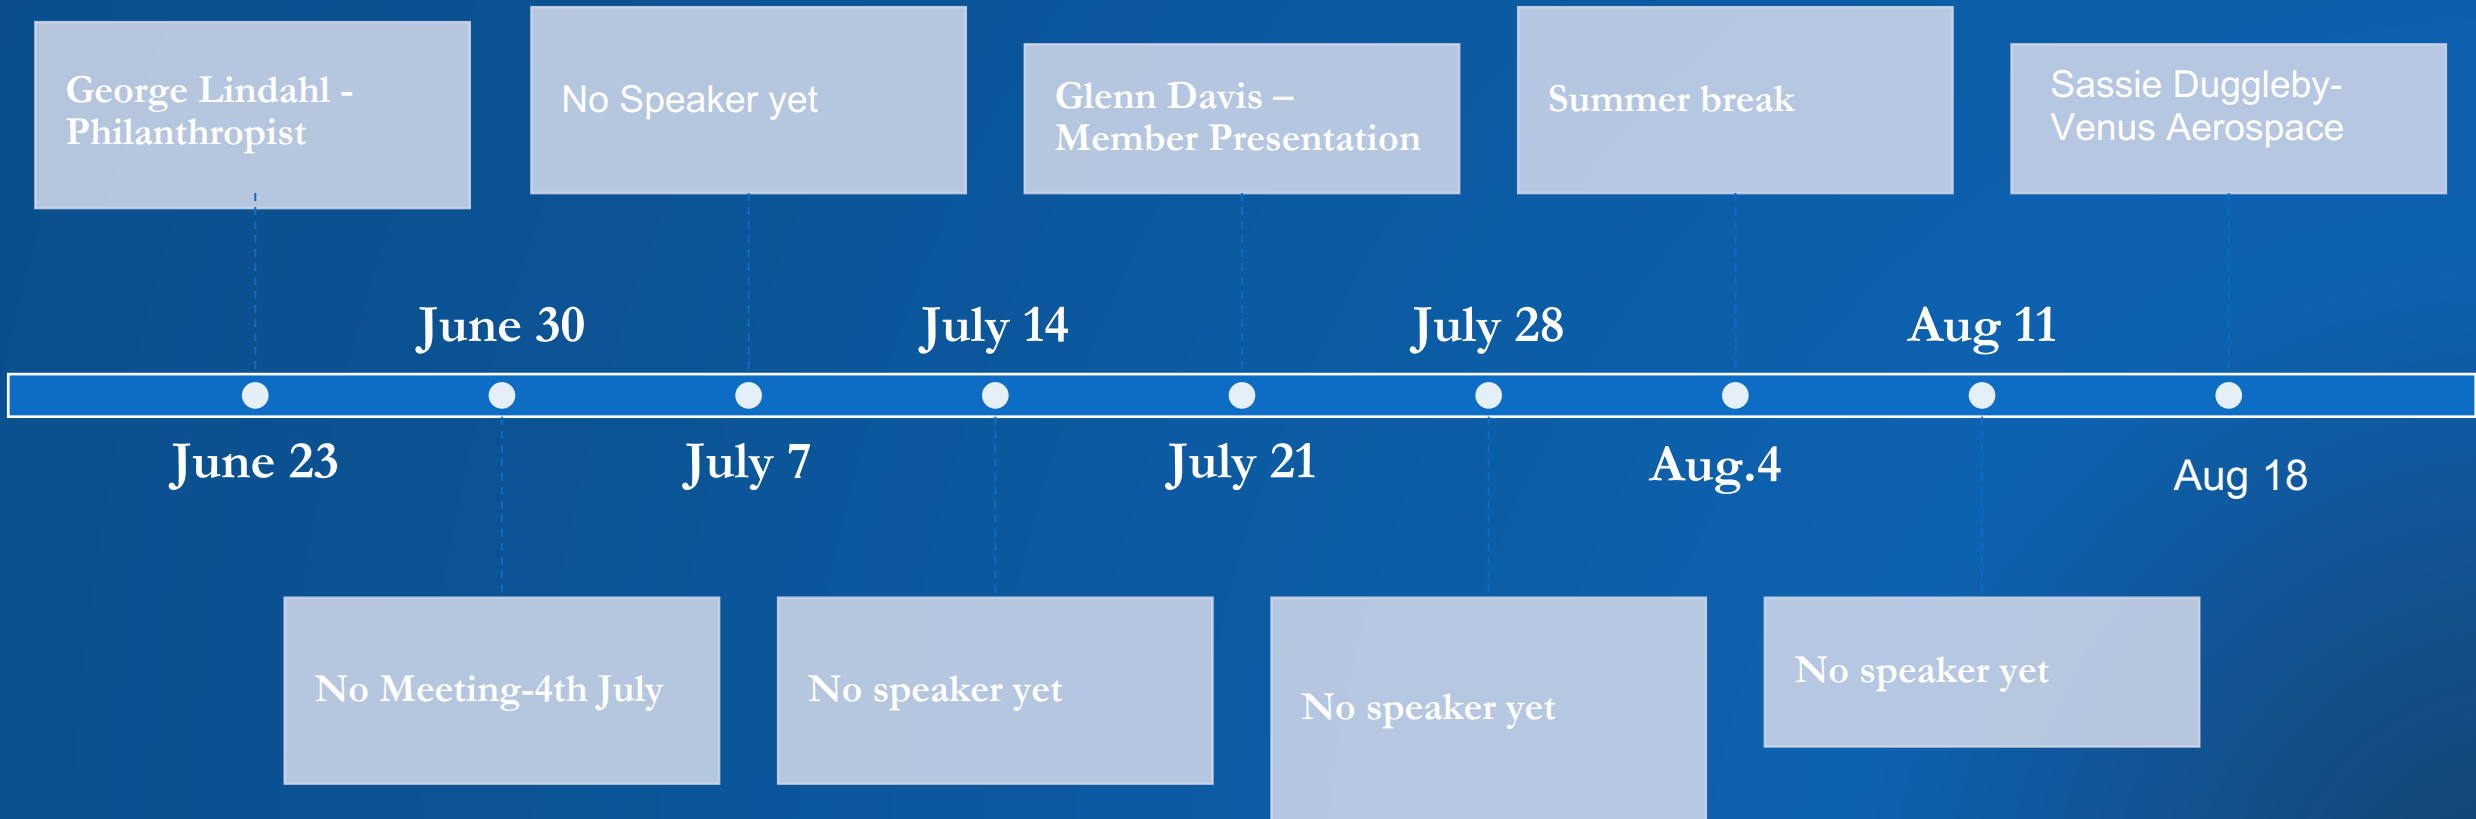 George Lindahl -
Philanthropist
No Speaker yet
Glenn Davis –
Member Presentation
Summer break
Sassie Duggleby-
Venus Aerospace
June 30
July 14
July 28
Aug 11
June 23
July 7
July 21
Aug.4
Aug 18
No Meeting-4th July
No speaker yet
No speaker yet
No speaker yet